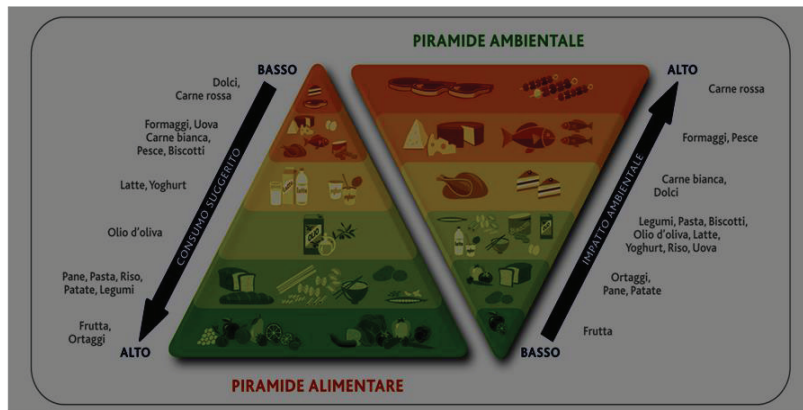 PIRAMIDE AMBIENTALE
BASSO
Dolci,
Carne rossa
Formaggi, Uova
Carne bianca,
Pesce, Biscotti
Latte, Yoghurt
Olio d'oliva
Pane, Pasta, Riso,
Patate, Legumi
Frutta,
Ortaggi
ALTO
CONSUMO SUGGERITO
latte
OLIO
PIRAMIDE ALIMENTARE
ALTO
Carne rossa
Formaggi, Pesce
Carne bianca,
Dolci
Legumi, Pasta, Biscotti,
Olio d'oliva, Latte,
Yoghurt, Riso, Uova
Ortaggi,
Pane, Patate
Frutta
BASSO
IMPATTO AMBIENTALE